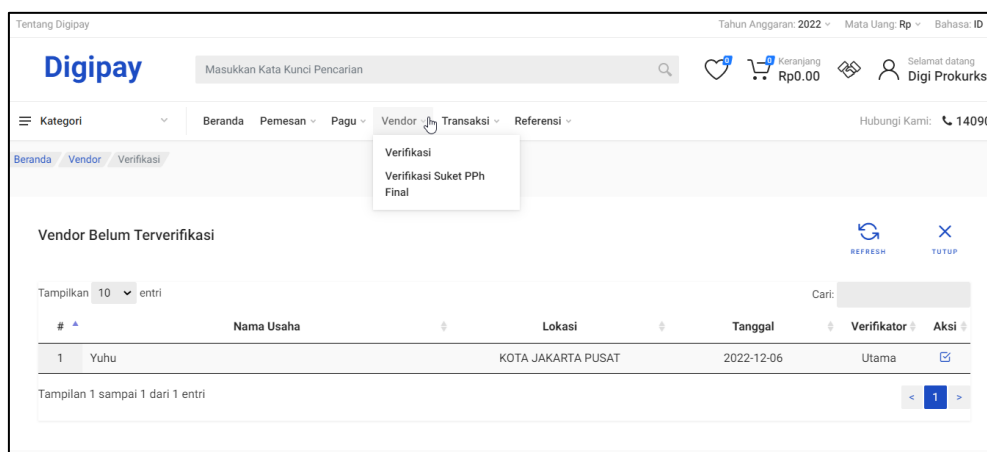 Tentang Digipay
Tahun Anggaran: 2022
Mata Uang: Rp
Bahasa: ID
Digipay
Masukkan Kata Kunci Pencarian
0
0
Keranjang
Rp0.00
Selamat datang
Digi Prokurks
Kategori
Beranda
Pemesan
Pagu
Vendor
Transaksi
Referensi
Hubungi Kami:
14090
Beranda / Vendor / Verifikasi
Verifikasi
Verifikasi Suket PPh
Final
Vendor Belum Terverifikasi
REFRESH
TUTUP
Tampilkan 10 entri
Cari:
# Nama Usaha Lokasi Tanggal Verifikator Aksi
1 Yuhu KOTA JAKARTA PUSAT 2022-12-06 Utama
Tampilan 1 sampai 1 dari 1 entri
< 1 >